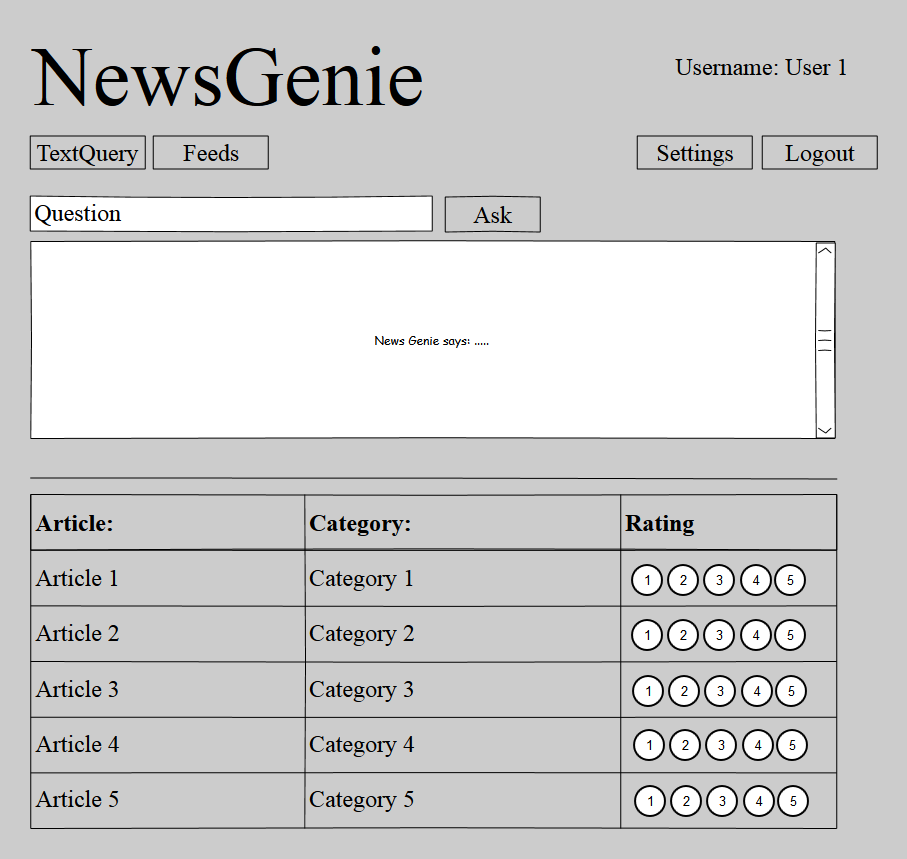 NewsGenie
Username: User 1
TextQuery Feeds Settings Logout
Question Ask
News Genie says: .....
Article: Category: Rating
Article 1 Category 1 1 2 3 4 5
Article 2 Category 2 1 2 3 4 5
Article 3 Category 3 1 2 3 4 5
Article 4 Category 4 1 2 3 4 5
Article 5 Category 5 1 2 3 4 5